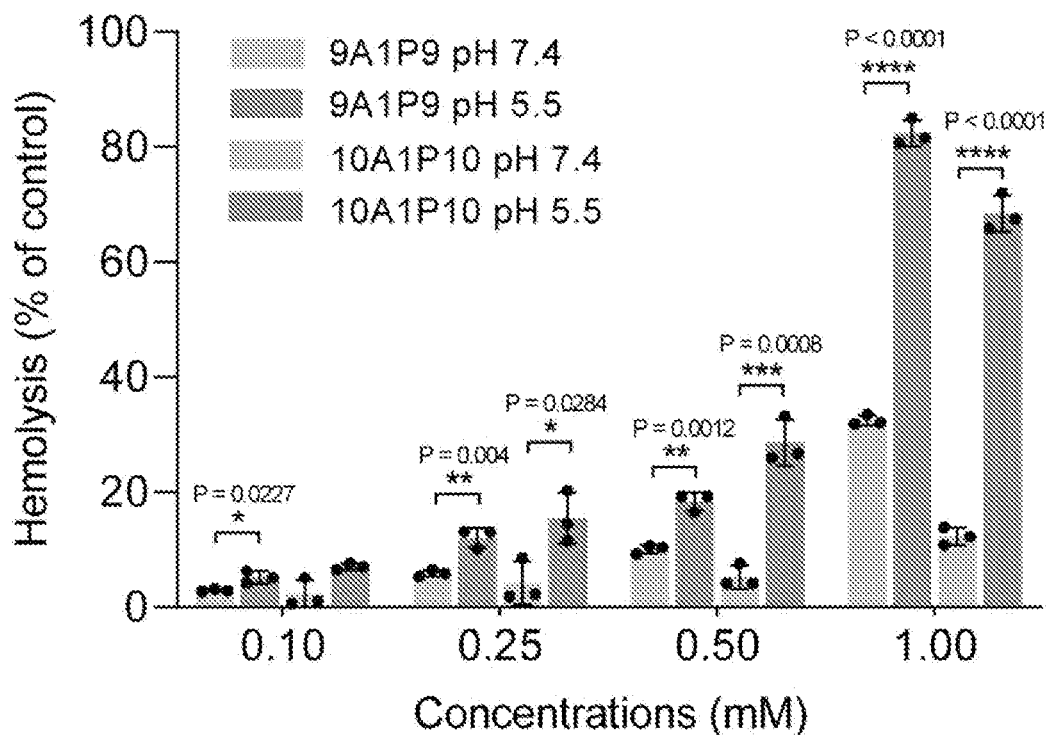 Hemolysis (% of control)
100
80
60
40
20
0
9A1P9 pH 7.4
9A1P9 pH 5.5
10A1P10 pH 7.4
10A1P10 pH 5.5
P < 0.0001
****
P < 0.0001
****
P = 0.0008
***
P = 0.0012
**
P = 0.0284
*
P = 0.004
**
P = 0.0227
*
0.10 0.25 0.50 1.00
Concentrations (mM)